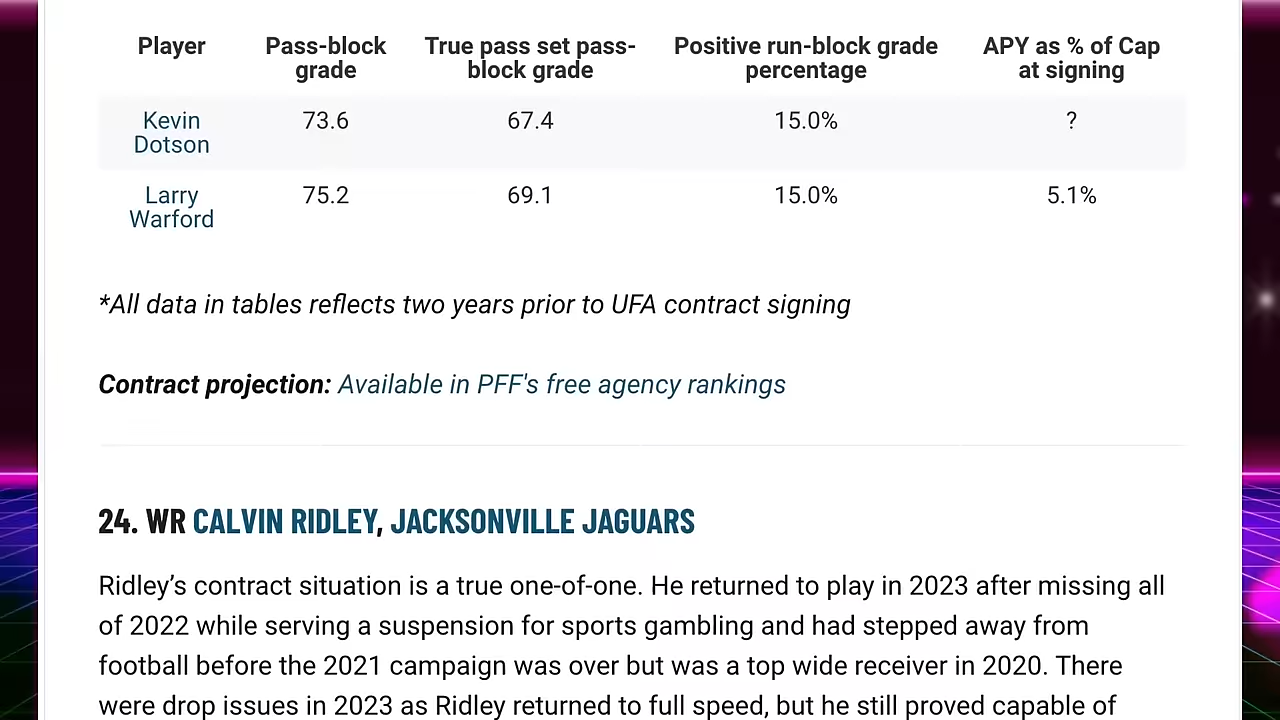 Player Pass-block grade True pass set pass-block grade Positive run-block grade percentage APY as % of Cap at signing
Kevin Dotson 73.6 67.4 15.0% ?
Larry Warford 75.2 69.1 15.0% 5.1%
*All data in tables reflects two years prior to UFA contract signing
Contract projection: Available in PFF's free agency rankings
24. WR CALVIN RIDLEY, JACKSONVILLE JAGUARS
Ridley’s contract situation is a true one-of-one. He returned to play in 2023 after missing all
of 2022 while serving a suspension for sports gambling and had stepped away from
football before the 2021 campaign was over but was a top wide receiver in 2020. There
were drop issues in 2023 as Ridley returned to full speed, but he still proved capable of